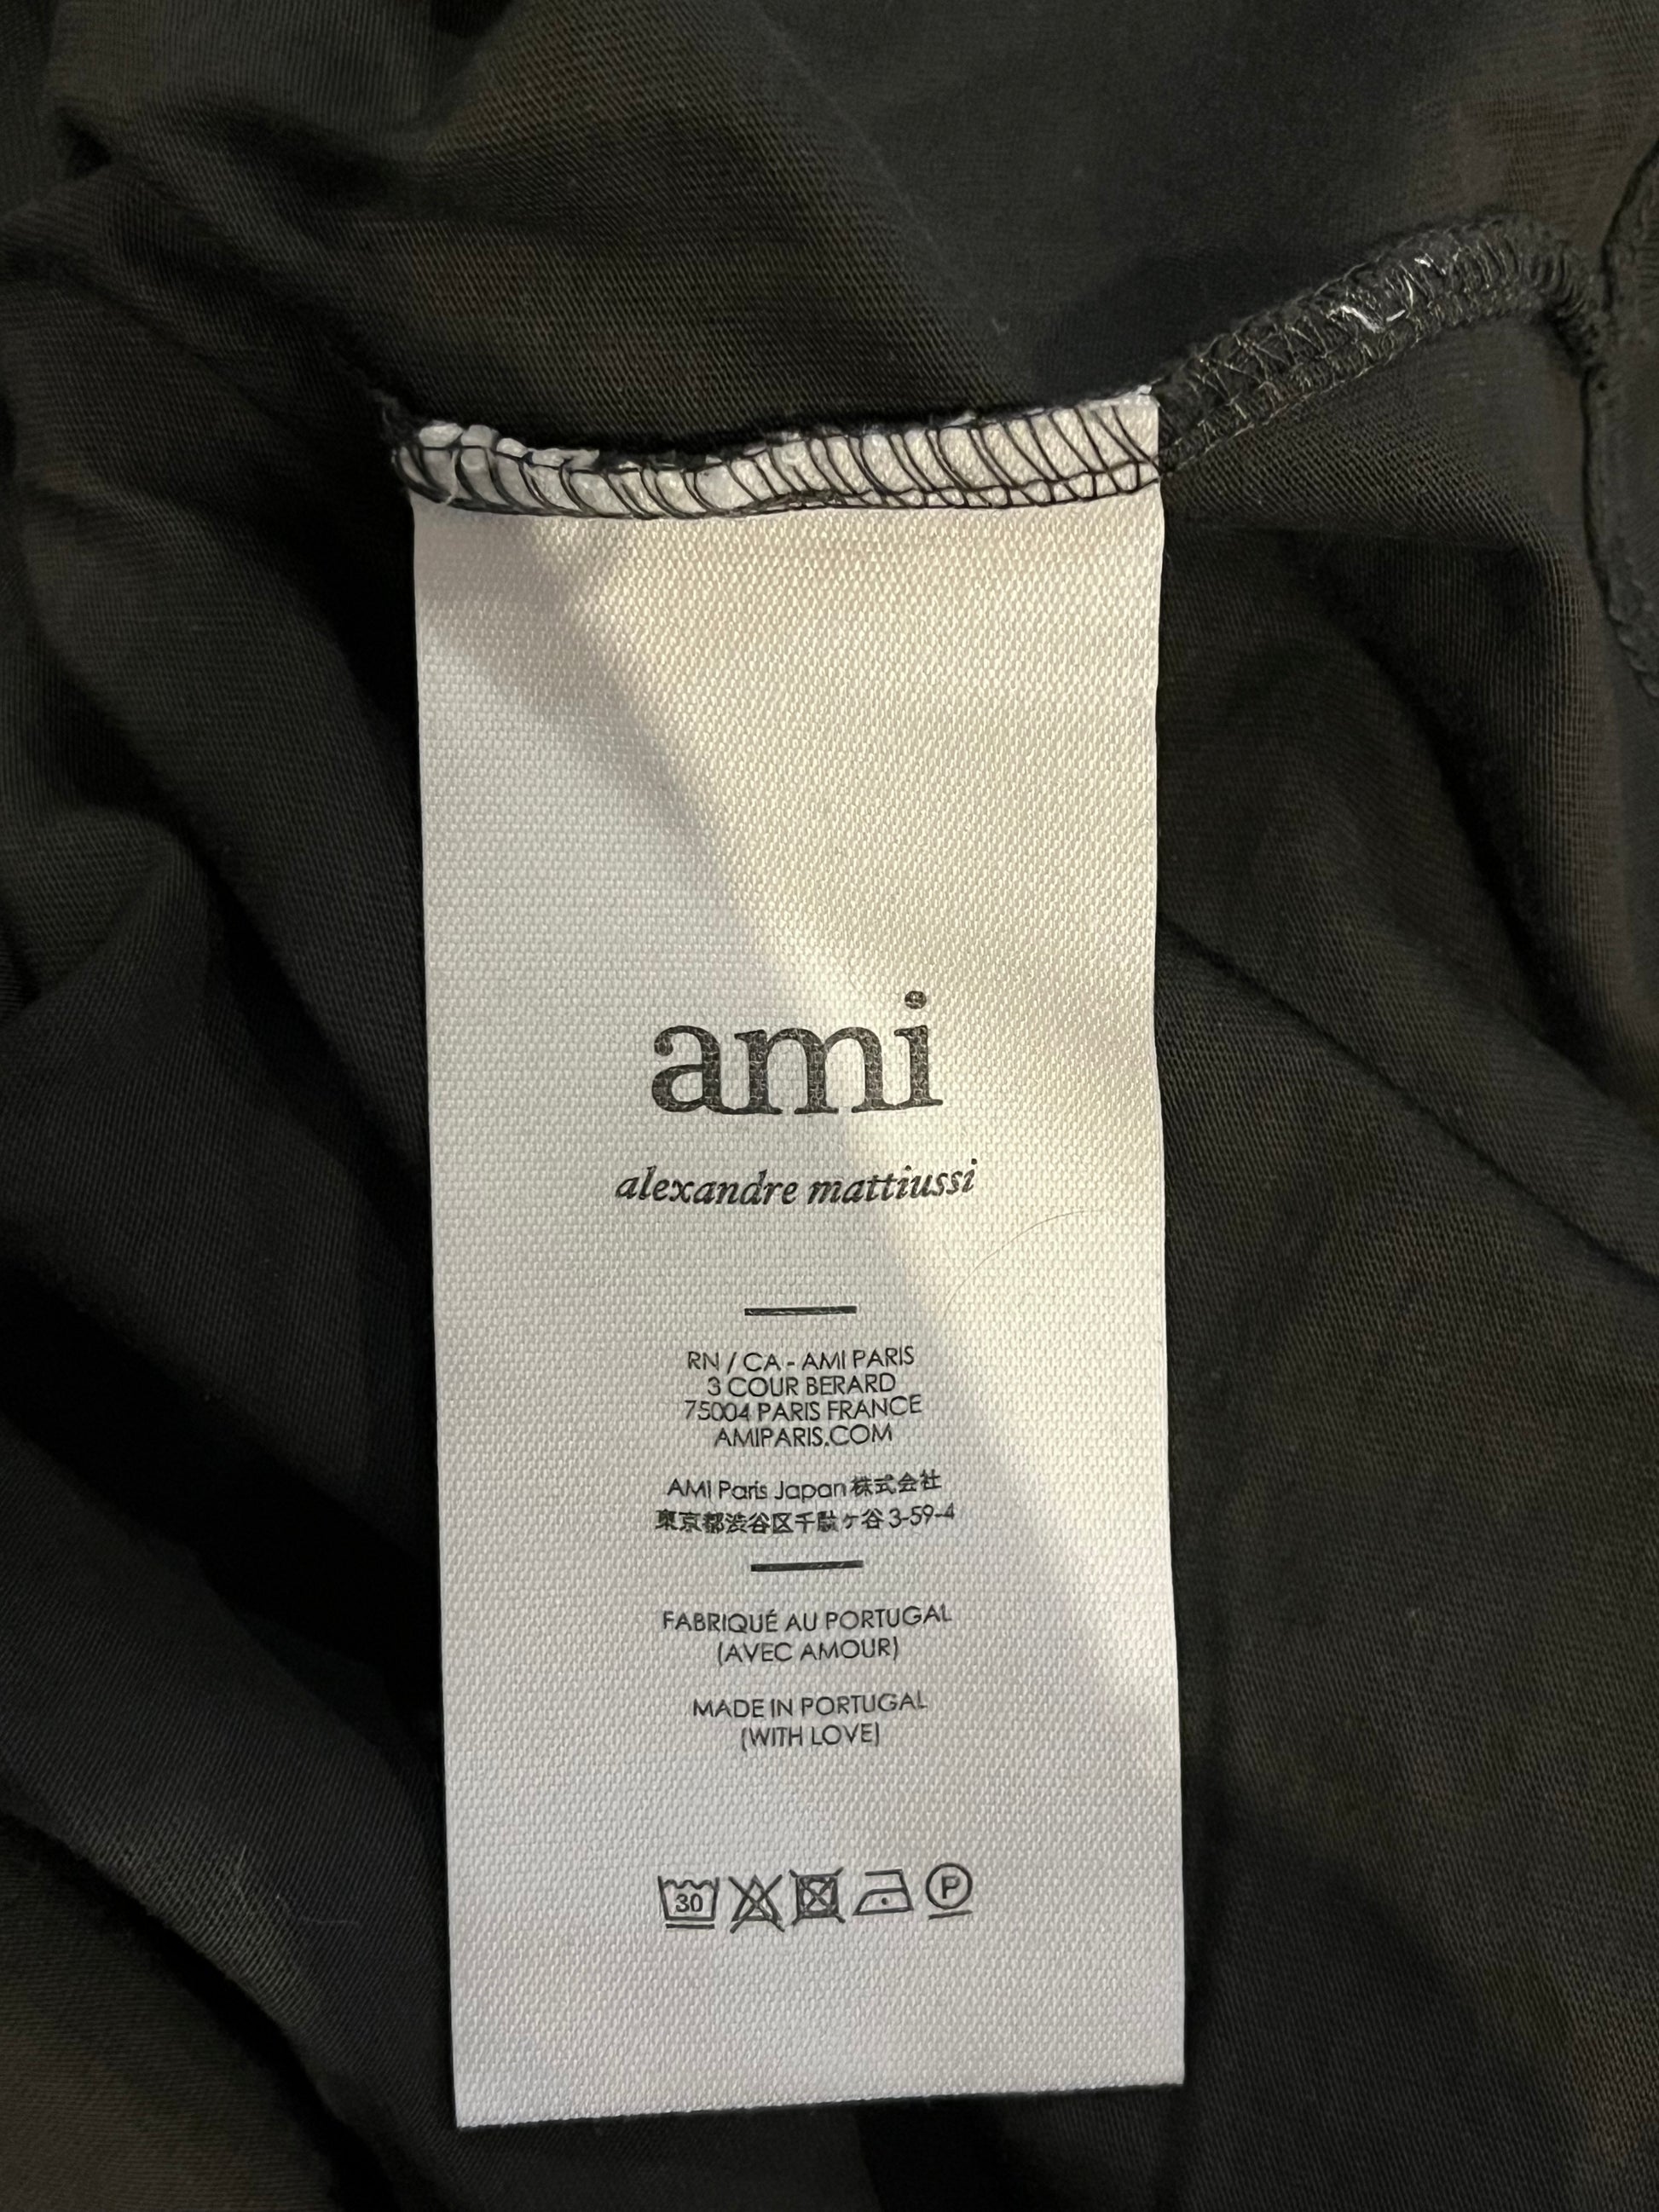 ami
alexandre mattiussi
RN / CA - AMI PARIS
3 COUR BERARD
75004 PARIS FRANCE
AMIPARIS.COM
AMI Paris Japan 株式会社
東京都渋谷区千駄ヶ谷 3-59-4
FABRIQUÉ AU PORTUGAL
(AVEC AMOUR)
MADE IN PORTUGAL
(WITH LOVE)
30 P